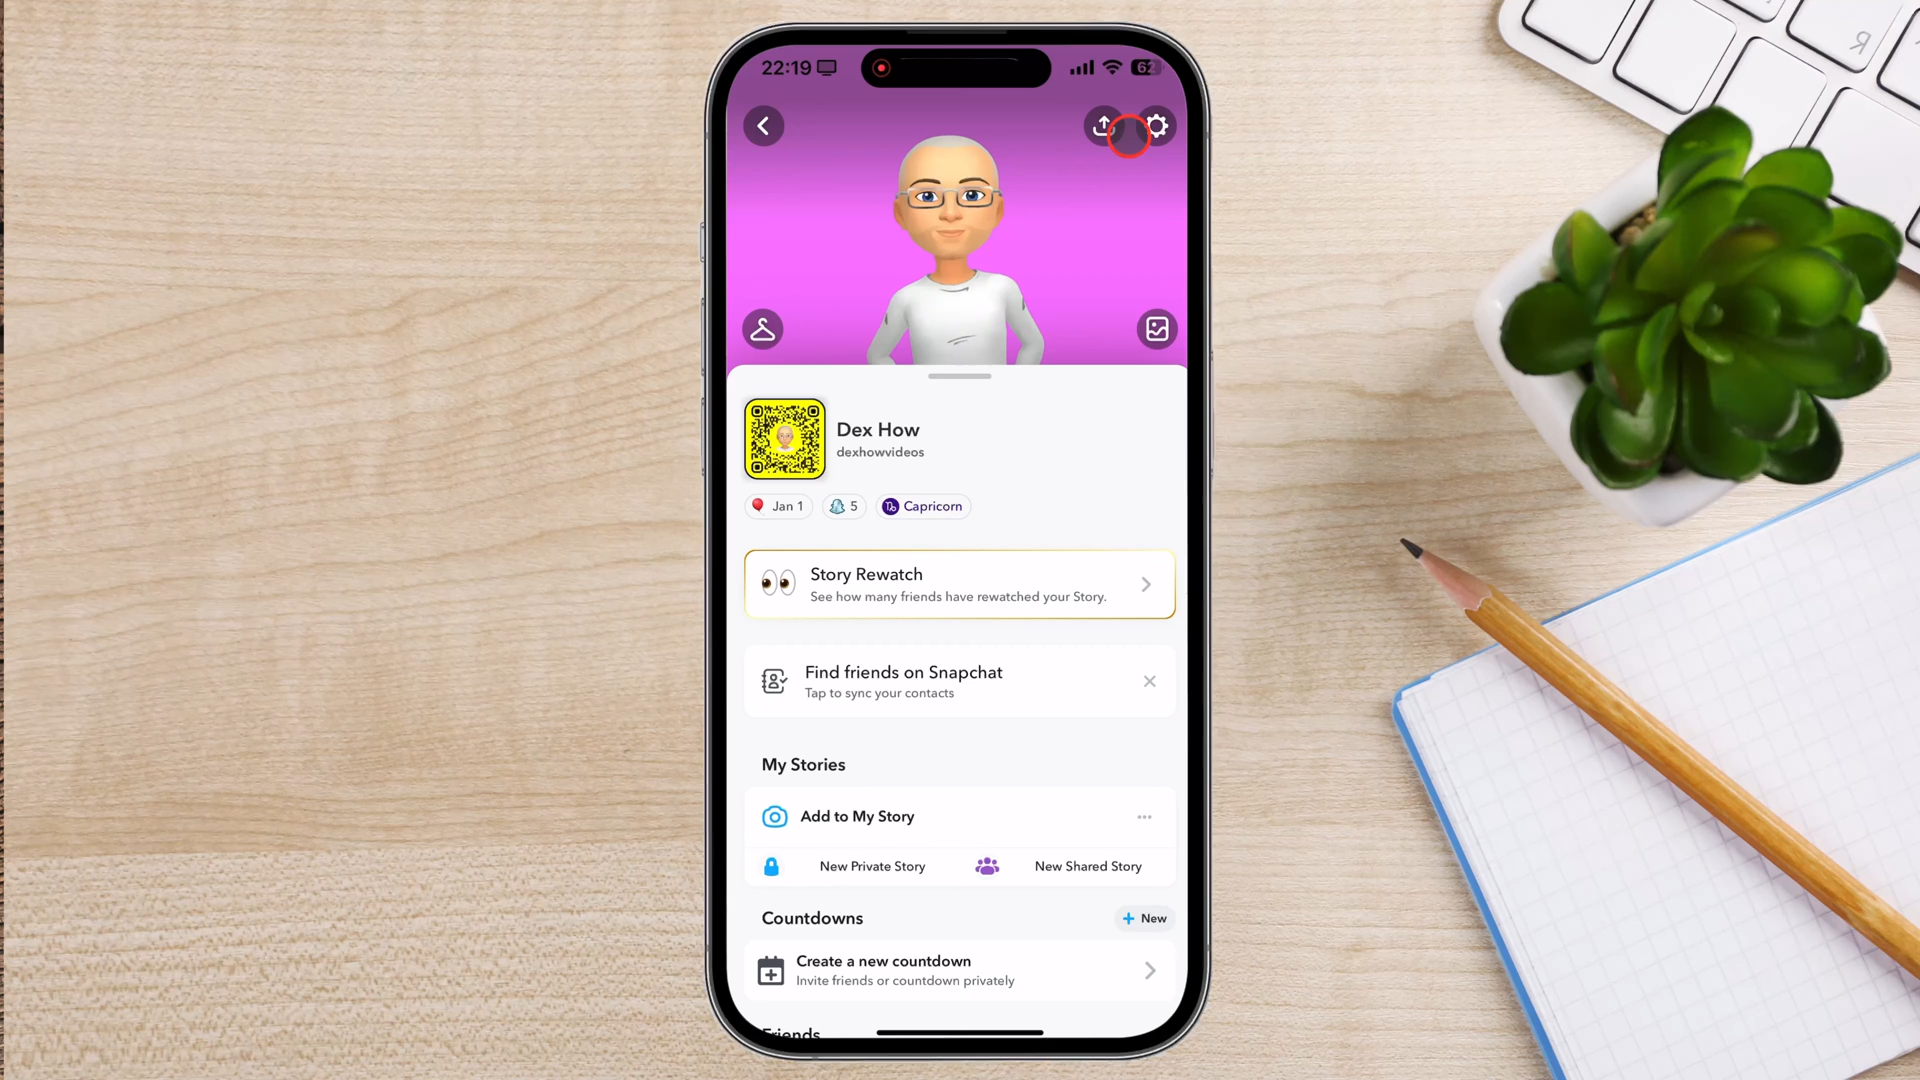 22:19
62
Dex How
dexhowvideos
Jan 1
5
Capricorn
Story Rewatch
See how many friends have rewatched your Story.
Find friends on Snapchat
Tap to sync your contacts
My Stories
Add to My Story
New Private Story
New Shared Story
Countdowns
+ New
Create a new countdown
Invite friends or countdown privately
Friends
R